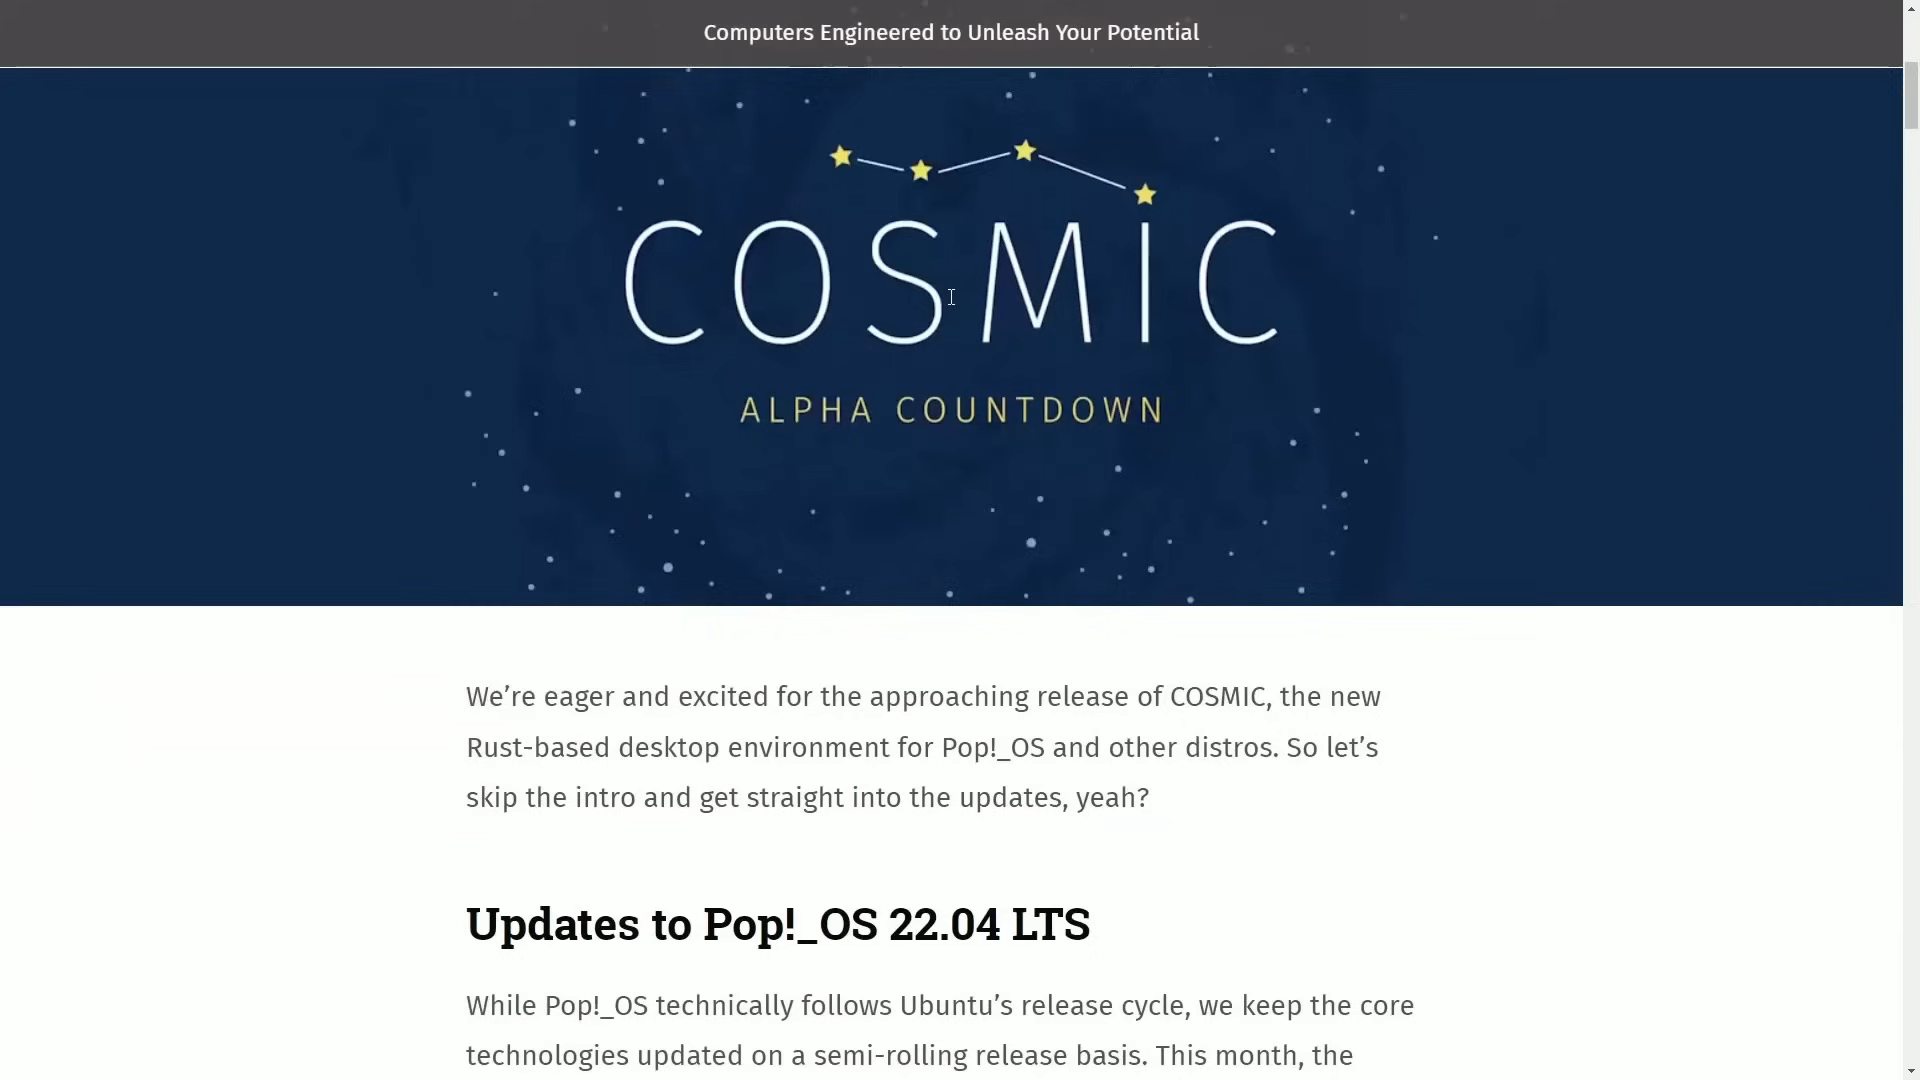 Computers Engineered to Unleash Your Potential
COSMIC
ALPHA COUNTDOWN
We’re eager and excited for the approaching release of COSMIC, the new
Rust-based desktop environment for Pop!_OS and other distros. So let’s
skip the intro and get straight into the updates, yeah?
Updates to Pop!_OS 22.04 LTS
While Pop!_OS technically follows Ubuntu’s release cycle, we keep the core
technologies updated on a semi-rolling release basis. This month, the